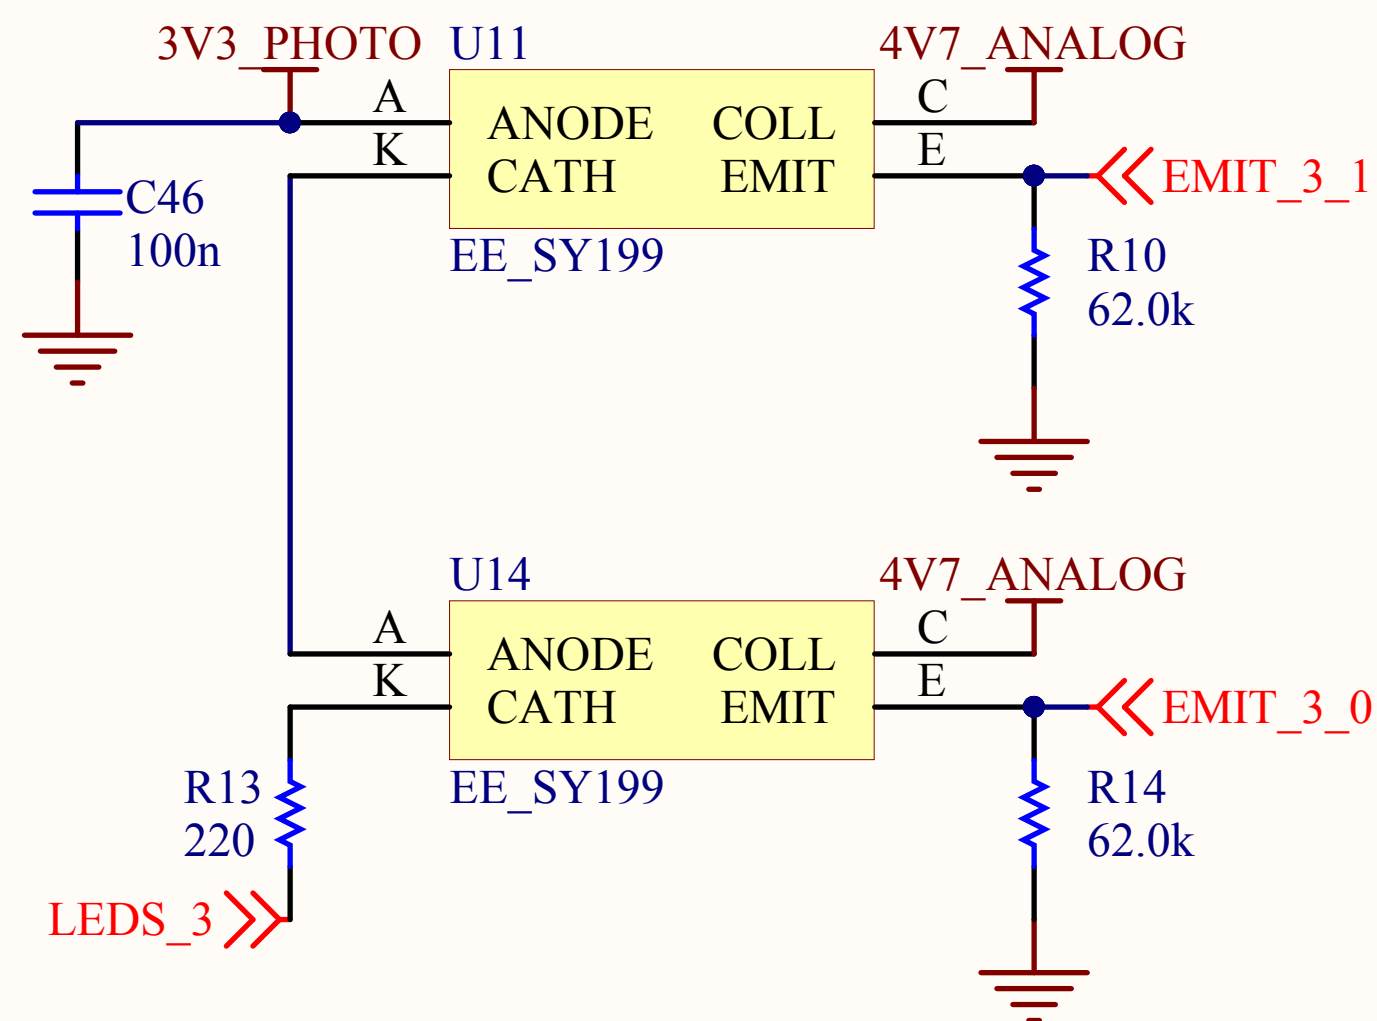 3V3_PHOTO U11 4V7_ANALOG
A ANODE COLL C
K CATH EMIT E EMIT_3_1
C46
100n
EE_SY199
R10
62.0k
U14 4V7_ANALOG
A ANODE COLL C
K CATH EMIT E EMIT_3_0
R13
220
EE_SY199
R14
62.0k
LEDS_3